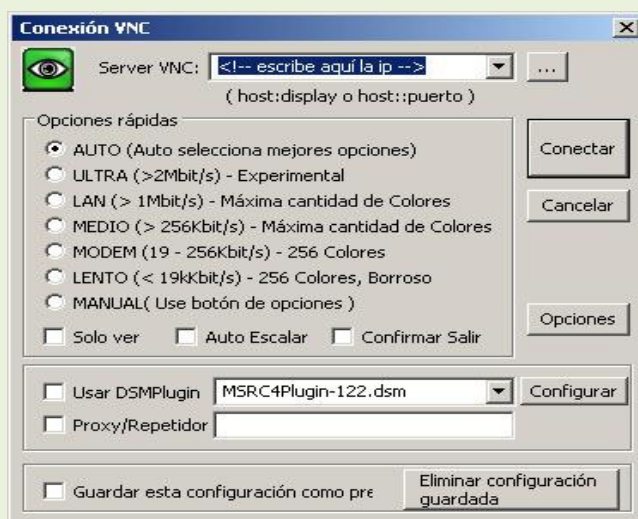 Conexión VNC
Server VNC: <!-- escribe aquí la ip --> ...
( host:display o host::puerto )
Opciones rápidas
AUTO (Auto selecciona mejores opciones)
ULTRA (>2Mbit/s) - Experimental
LAN (> 1Mbit/s) - Máxima cantidad de Colores
MEDIO (> 256Kbit/s) - Máxima cantidad de Colores
MODEM (19 - 256Kbit/s) - 256 Colores
LENTO (< 19kKbit/s) - 256 Colores, Borroso
MANUAL( Use botón de opciones )
Solo ver Auto Escalar Confirmar Salir
Conectar
Cancelar
Opciones
Usar DSMPlugin MSRC4Plugin-122.dsm Configurar
Proxy/Repetidor
Guardar esta configuración como pre
Eliminar configuración
guardada